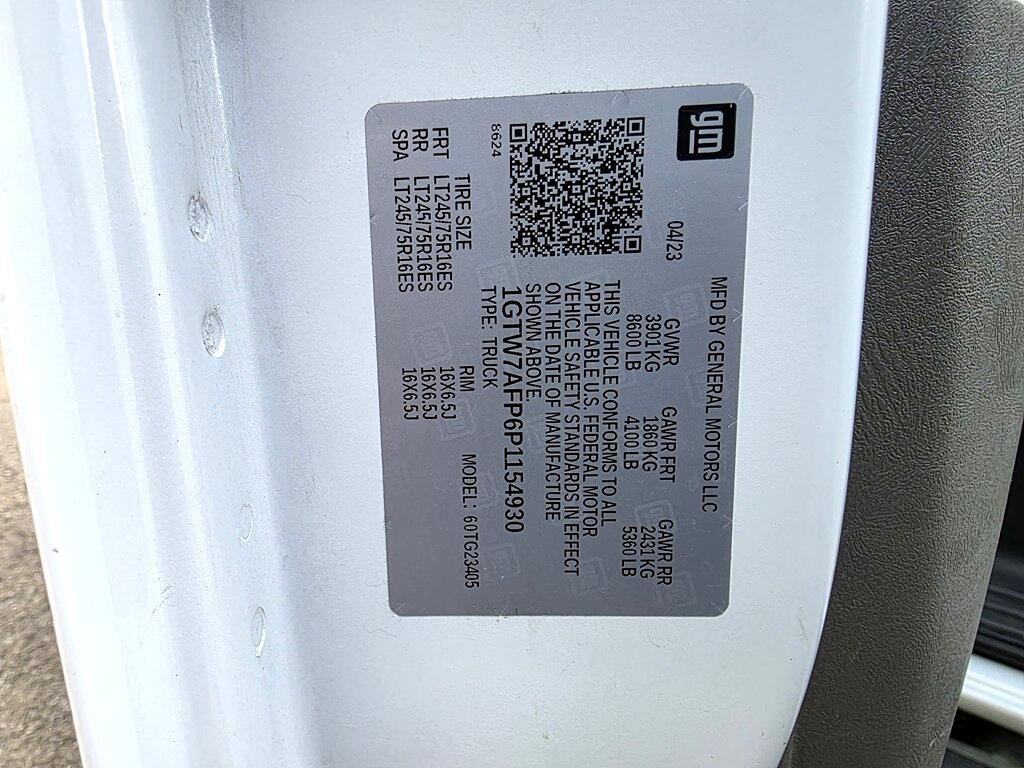 gm
MFD BY GENERAL MOTORS LLC
04/23
GVWR GAWR FRT GAWR RR
3901 KG 1860 KG 2431 KG
8600 LB 4100 LB 5360 LB
THIS VEHICLE CONFORMS TO ALL
APPLICABLE U.S. FEDERAL MOTOR
VEHICLE SAFETY STANDARDS IN EFFECT
ON THE DATE OF MANUFACTURE
SHOWN ABOVE.
1GTW7AFP6P1154930
8624
TYPE: TRUCK
MODEL: 60TG23405
TIRE SIZE RIM
FRT LT245/75R16ES 16X6.5J
RR LT245/75R16ES 16X6.5J
SPA LT245/75R16ES 16X6.5J